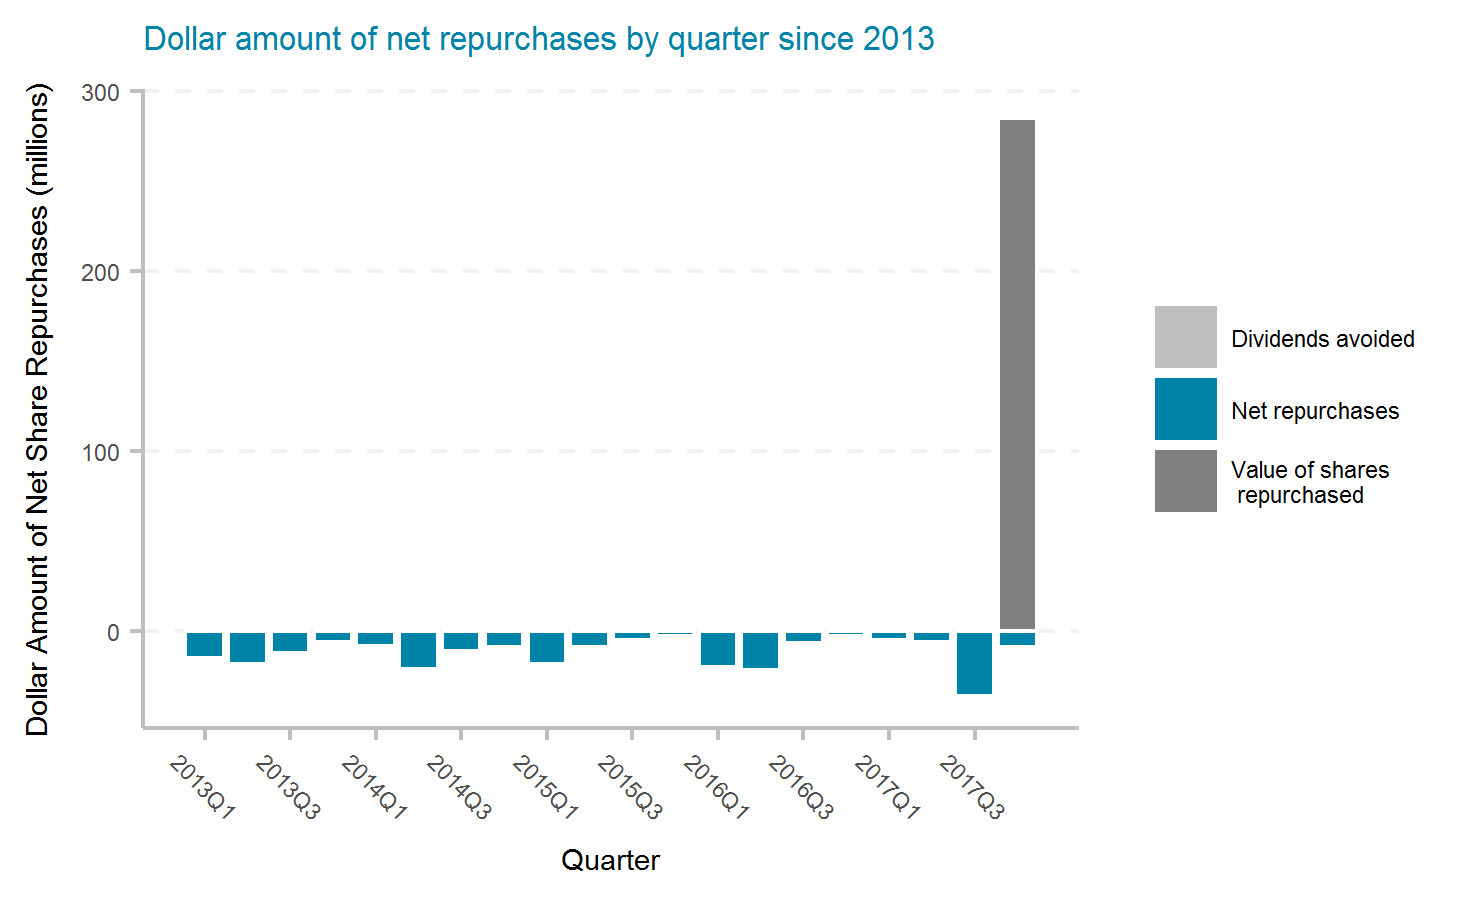 Dollar amount of net repurchases by quarter since 2013
Dollar Amount of Net Share Repurchases (millions)
300
200
100
0
2013Q1
2013Q3
2014Q1
2014Q3
2015Q1
2015Q3
2016Q1
2016Q3
2017Q1
2017Q3
Quarter
Dividends avoided
Net repurchases
Value of shares
repurchased